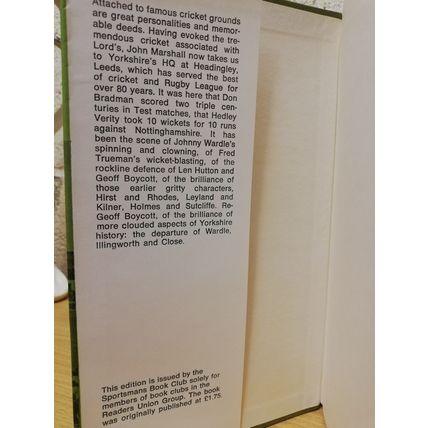 Attached to famous cricket grounds
are great personalities and memor-
able deeds. Having evoked the tre-
mendous cricket associated with
Lord's, John Marshall now takes us
to Yorkshire's HQ at Headingley,
Leeds, which has served the best
of cricket and Rugby League for
over 80 years. It was here that Don
Bradman scored two triple cen-
turies in Test matches, that Hedley
Verity took 10 wickets for 10 runs
against Nottinghamshire. It has
been the scene of Johnny Wardle's
spinning and clowning, of Fred
Trueman's wicket-blasting, of the
rockline defence of Len Hutton and
Geoff Boycott, of the brilliance of
those earlier gritty characters,
Hirst and Rhodes, Leyland and
Kilner, Holmes and Sutcliffe. Re-
Geoff Boycott, of the brilliance of
more clouded aspects of Yorkshire
history: the departure of Wardle,
Illingworth and Close.
This edition is issued by the
Sportsmans Book Club solely for
members of book clubs in the
Readers Union Group. The book
was originally published at £1.75.